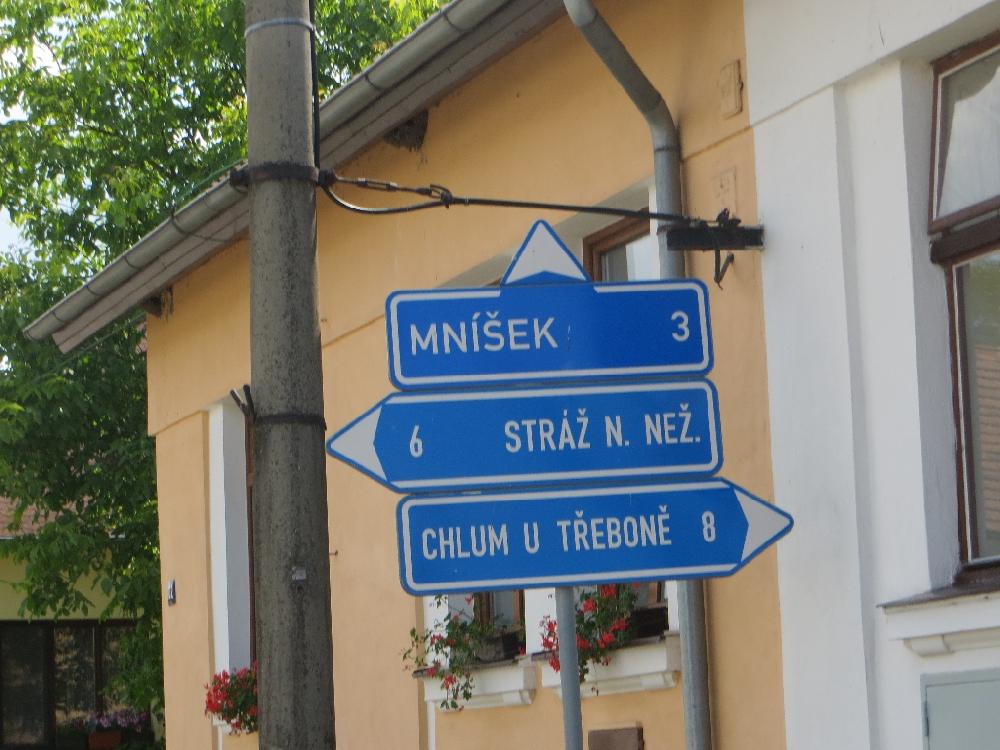 MNÍŠEK 3
6 STRÁŽ N. NEŽ.
CHLUM U TŘEBONĚ 8